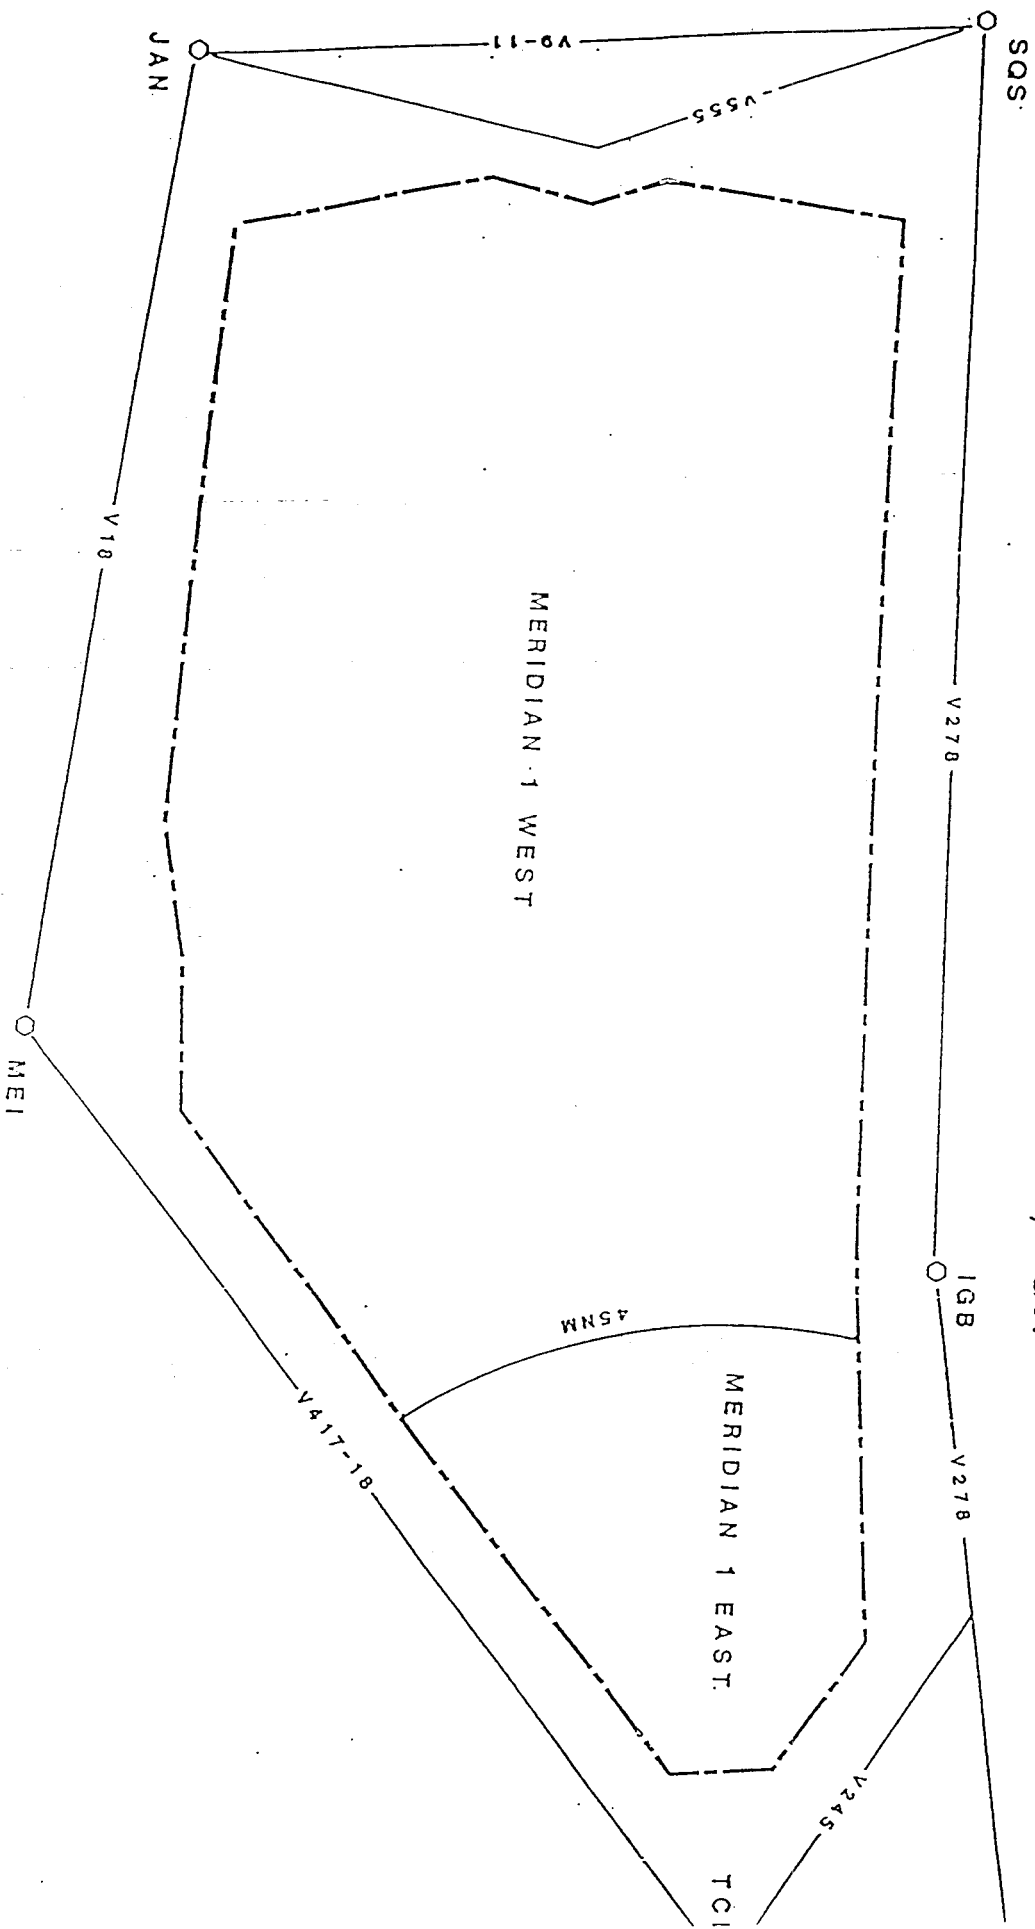 SQS
V278
IGB
V278
V9-11
V555
MERIDIAN 1 WEST
45NM
MERIDIAN 1 EAST
V245
JAN
V18
MEI
V417-18